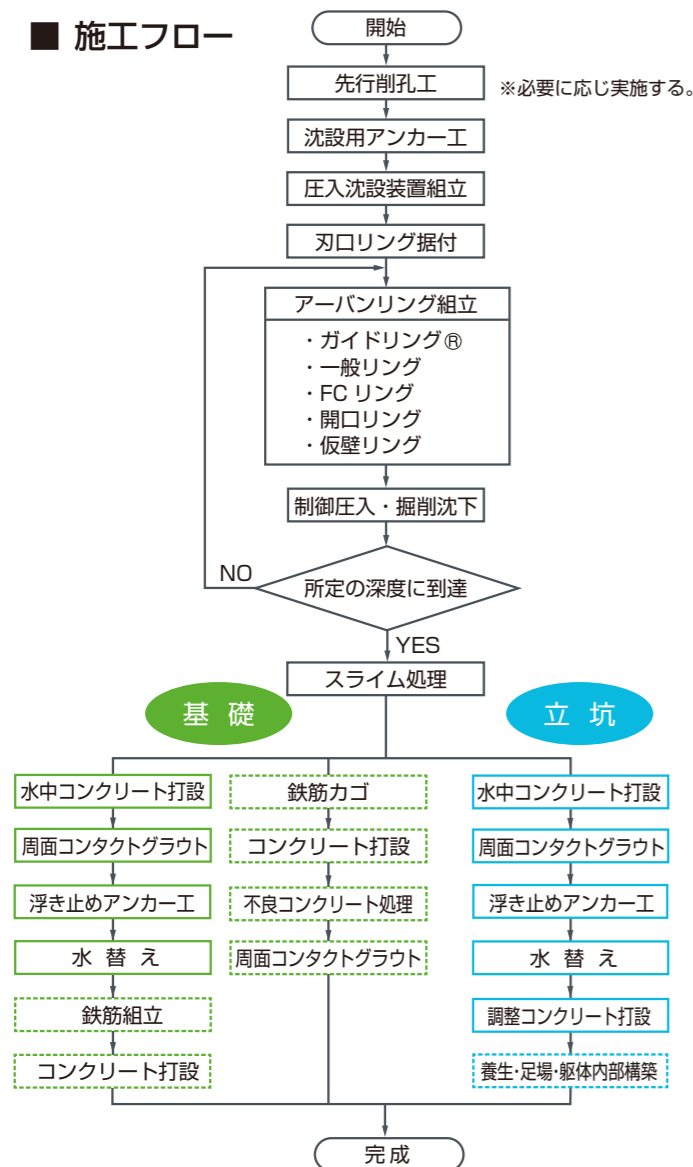 ■ 施工フロー
開始
先行削孔工
※必要に応じ実施する。
沈設用アンカー工
圧入沈設装置組立
刃口リング据付
アーバンリング組立
・ガイドリング®
・一般リング
・FC リング
・開口リング
・仮壁リング
制御圧入・掘削沈下
所定の深度に到達
NO
YES
スライム処理
基 礎
水中コンクリート打設
周面コンタクトグラウト
浮き止めアンカー工
水 替 え
鉄筋組立
コンクリート打設
鉄筋カゴ
コンクリート打設
不良コンクリート処理
周面コンタクトグラウト
立 坑
水中コンクリート打設
周面コンタクトグラウト
浮き止めアンカー工
水 替 え
調整コンクリート打設
養生・足場・躯体内部構築
完成